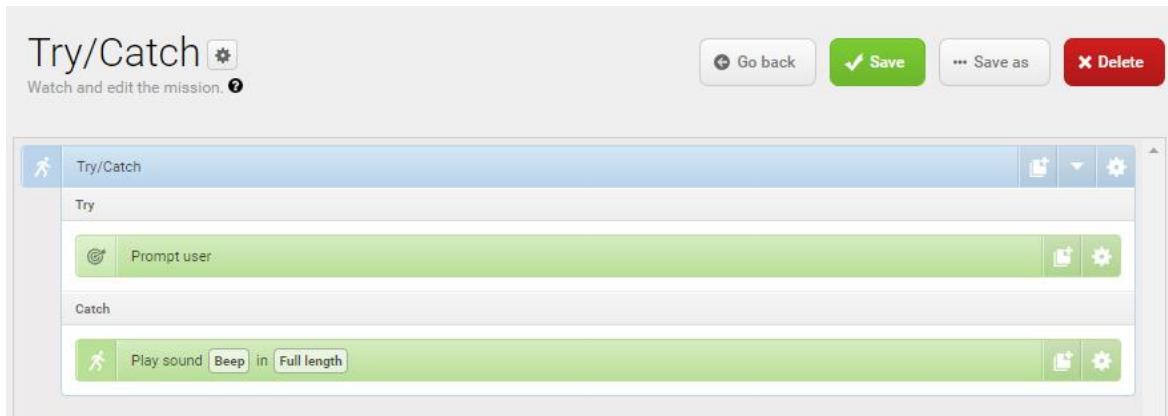 Try/Catch
Watch and edit the mission. ?
Go back
Save
Save as
Delete
Try/Catch
Try
Prompt user
Catch
Play sound Beep in Full length